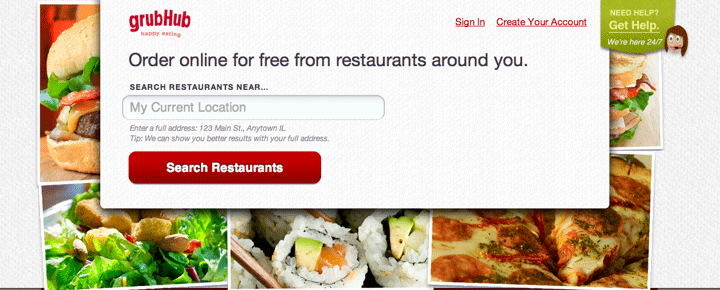 grubHub
happy eating
Sign In Create Your Account
NEED HELP?
Get Help.
We're here 24/7
Order online for free from restaurants around you.
SEARCH RESTAURANTS NEAR...
My Current Location
Enter a full address: 123 Main St., Anytown IL
Tip: We can show you better results with your full address.
Search Restaurants